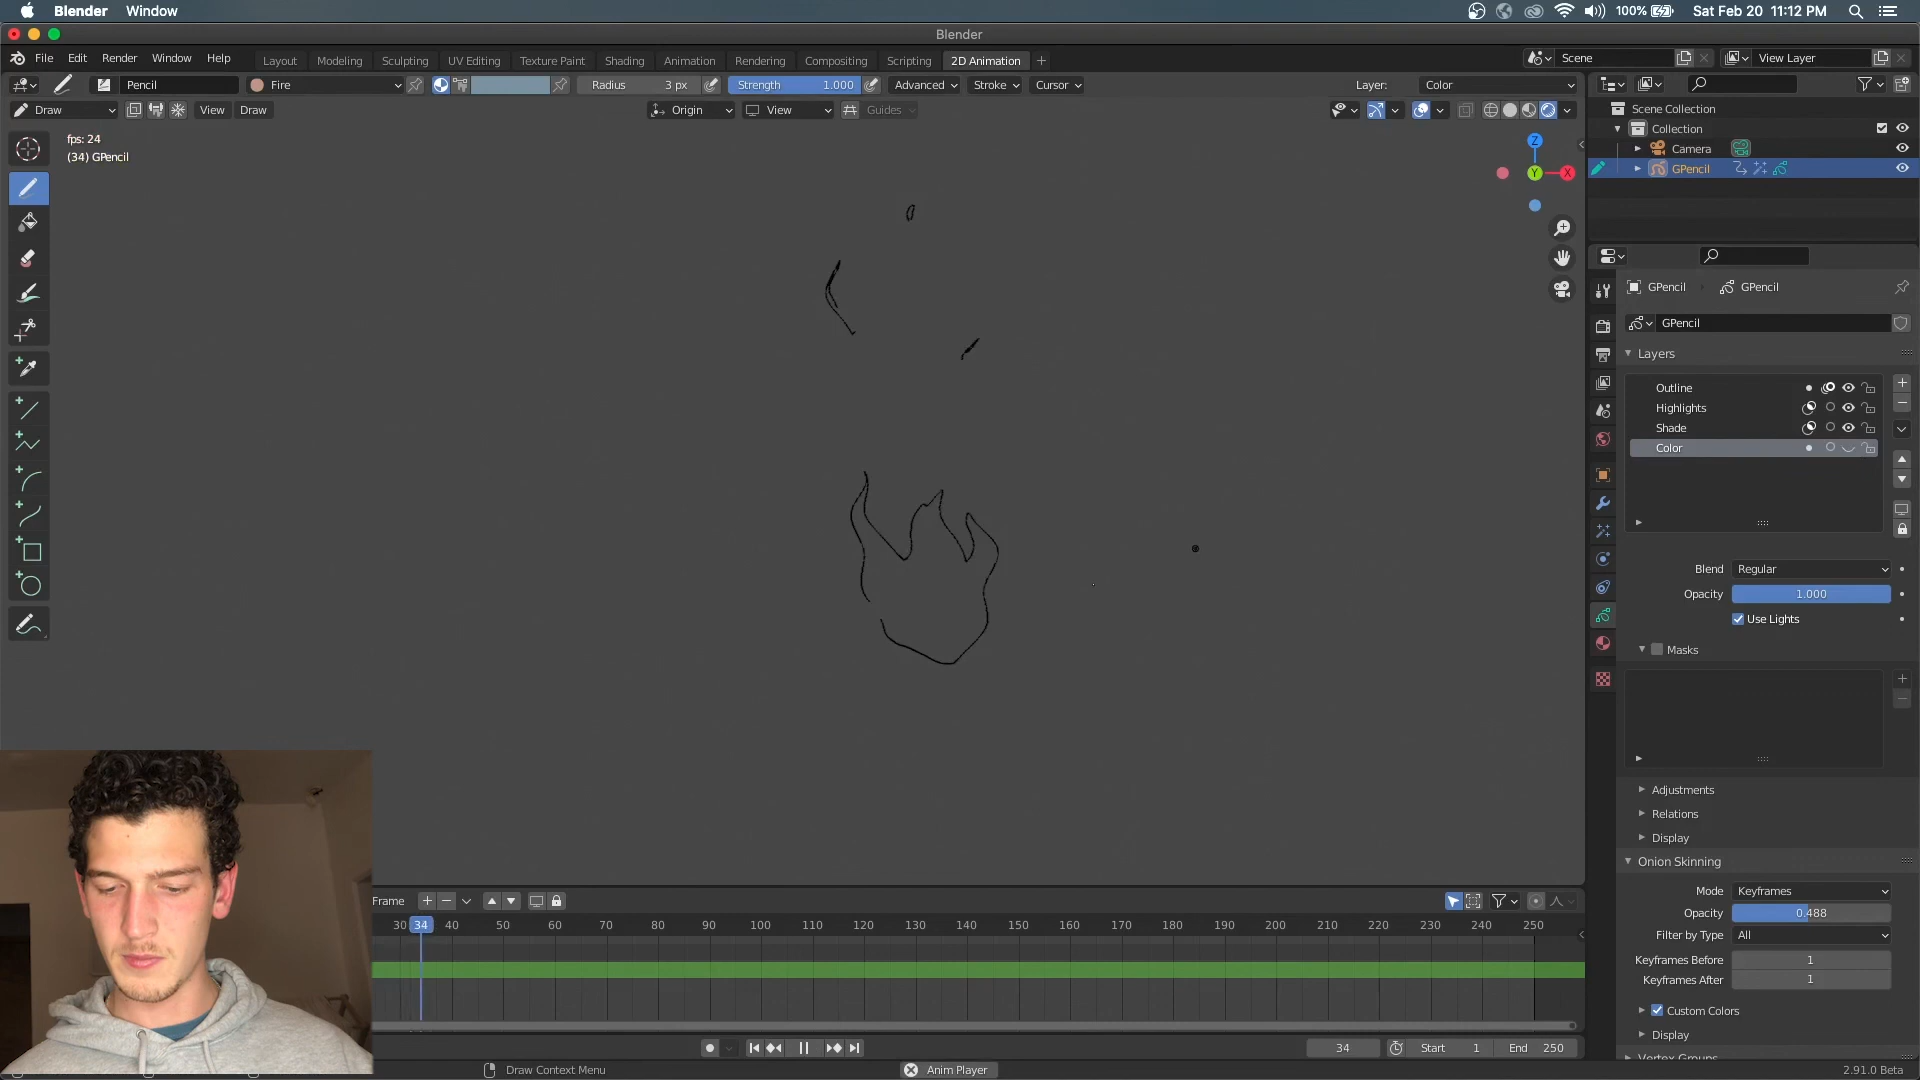 Blender Window
100% Sat Feb 20 11:12 PM
Blender
File Edit Render Window Help Layout Modeling Sculpting UV Editing Texture Paint Shading Animation Rendering Compositing Scripting 2D Animation + Scene View Layer
Pencil Fire Radius 3 px Strength 1.000 Advanced Stroke Cursor Layer: Color
Draw View Draw Origin View Guides
fps: 24
(34) GPencil
Z
Y
X
Scene Collection
Collection
Camera
GPencil
GPencil GPencil
GPencil
Layers
Outline
Highlights
Shade
Color
Blend Regular
Opacity 1.000
Use Lights
Masks
Adjustments
Relations
Display
Onion Skinning
Mode Keyframes
Opacity 0.488
Filter by Type All
Keyframes Before 1
Keyframes After 1
Custom Colors
Display
Vertex Groups
Frame
30 34 40 50 60 70 80 90 100 110 120 130 140 150 160 170 180 190 200 210 220 230 240 250
34 Start 1 End 250
Draw Context Menu Anim Player 2.91.0 Beta